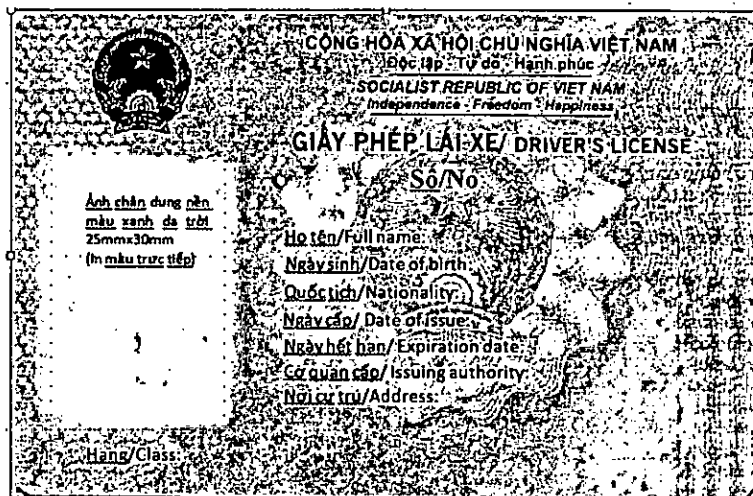 CỘNG HÒA XÃ HỘI CHỦ NGHĨA VIỆT NAM
Độc lập - Tự do - Hạnh phúc
SOCIALIST REPUBLIC OF VIET NAM
Independence - Freedom - Happiness
GIẤY PHÉP LÁI XE/ DRIVER'S LICENSE
Số/No
Ảnh chân dung nền
màu xanh da trời
25mmx30mm
(In màu trực tiếp)
Họ tên/Full name:
Ngày sinh/Date of birth:
Quốc tịch/Nationality:
Ngày cấp/ Date of issue:
Ngày hết hạn/ Expiration date:
Cơ quan cấp/ Issuing authority:
Nơi cư trú/Address:
Hạng/Class: